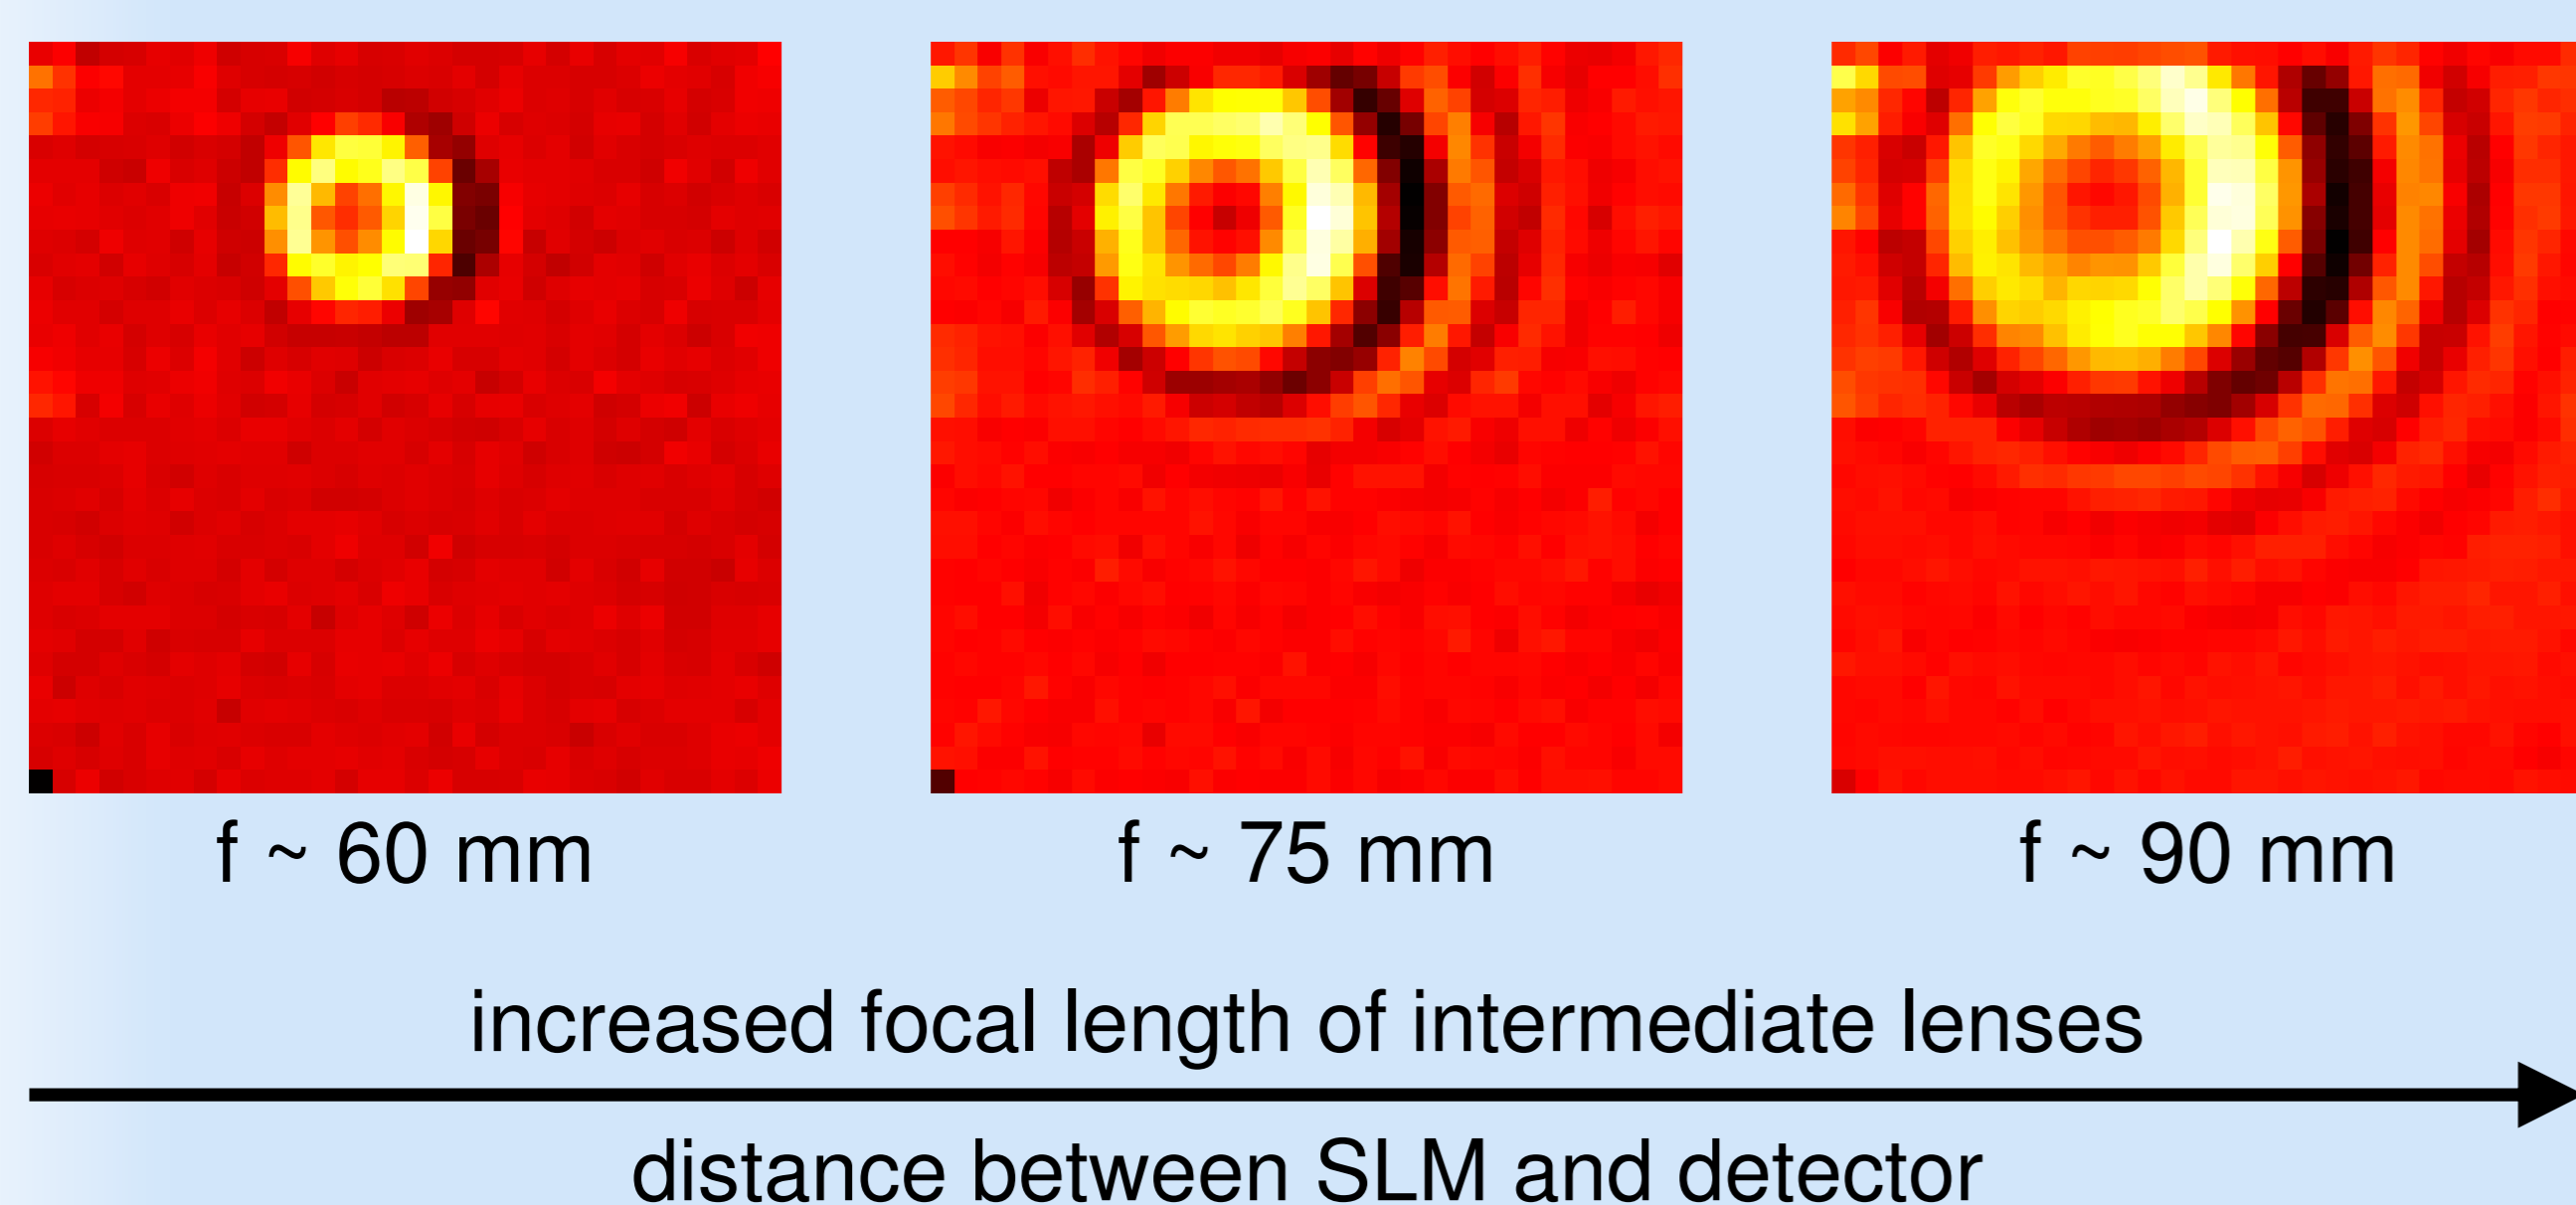 f ~ 60 mm
f ~ 75 mm
f ~ 90 mm
increased focal length of intermediate lenses
distance between SLM and detector